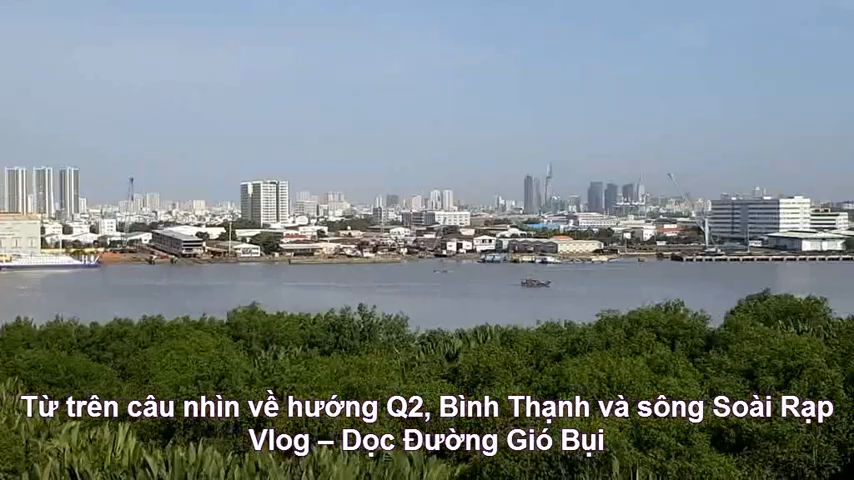 Từ trên câu nhìn về hướng Q2, Bình Thạnh và sông Soài Rạp
Vlog – Dọc Đường Gió Bụi